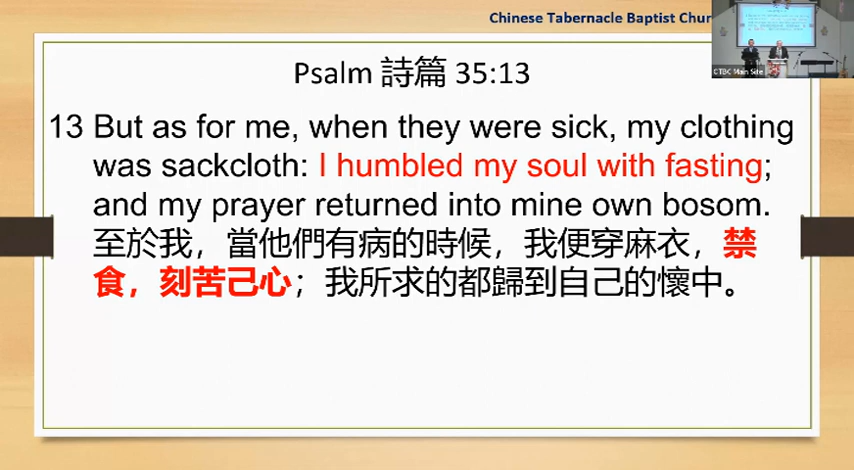 Chinese Tabernacle Baptist Chur
CTBC Main Site
Psalm 詩篇 35:13
13 But as for me, when they were sick, my clothing
was sackcloth: I humbled my soul with fasting;
and my prayer returned into mine own bosom.
至於我，當他們有病的時候，我便穿麻衣，禁
食，刻苦己心；我所求的都歸到自己的懷中。